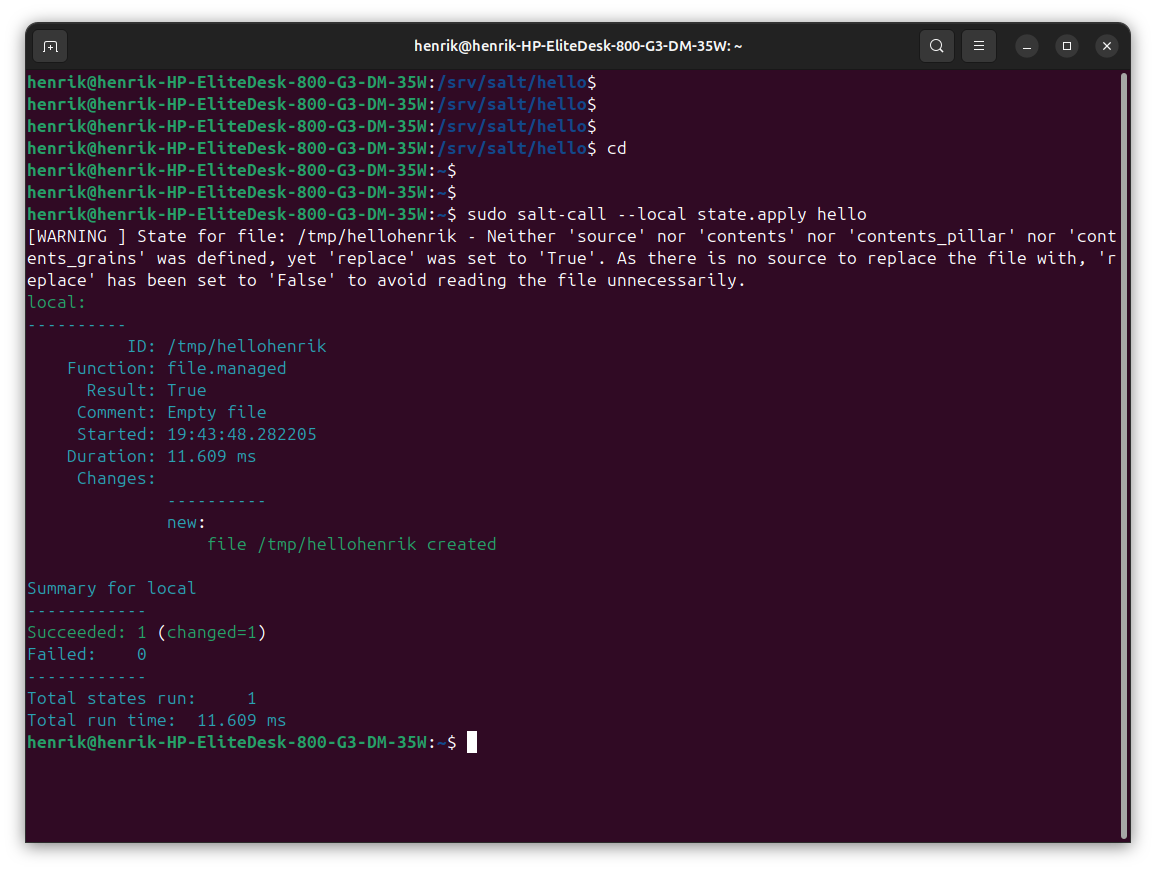 henrik@henrik-HP-EliteDesk-800-G3-DM-35W: ~
henrik@henrik-HP-EliteDesk-800-G3-DM-35W:/srv/salt/hello$
henrik@henrik-HP-EliteDesk-800-G3-DM-35W:/srv/salt/hello$
henrik@henrik-HP-EliteDesk-800-G3-DM-35W:/srv/salt/hello$
henrik@henrik-HP-EliteDesk-800-G3-DM-35W:/srv/salt/hello$ cd
henrik@henrik-HP-EliteDesk-800-G3-DM-35W:~$
henrik@henrik-HP-EliteDesk-800-G3-DM-35W:~$
henrik@henrik-HP-EliteDesk-800-G3-DM-35W:~$ sudo salt-call --local state.apply hello
[WARNING ] State for file: /tmp/hellohenrik - Neither 'source' nor 'contents' nor 'contents_pillar' nor 'cont
ents_grains' was defined, yet 'replace' was set to 'True'. As there is no source to replace the file with, 'r
eplace' has been set to 'False' to avoid reading the file unnecessarily.
local:
----------
          ID: /tmp/hellohenrik
    Function: file.managed
      Result: True
     Comment: Empty file
     Started: 19:43:48.282205
    Duration: 11.609 ms
     Changes:
              ----------
              new:
                  file /tmp/hellohenrik created
Summary for local
------------
Succeeded: 1 (changed=1)
Failed:    0
------------
Total states run:     1
Total run time:  11.609 ms
henrik@henrik-HP-EliteDesk-800-G3-DM-35W:~$